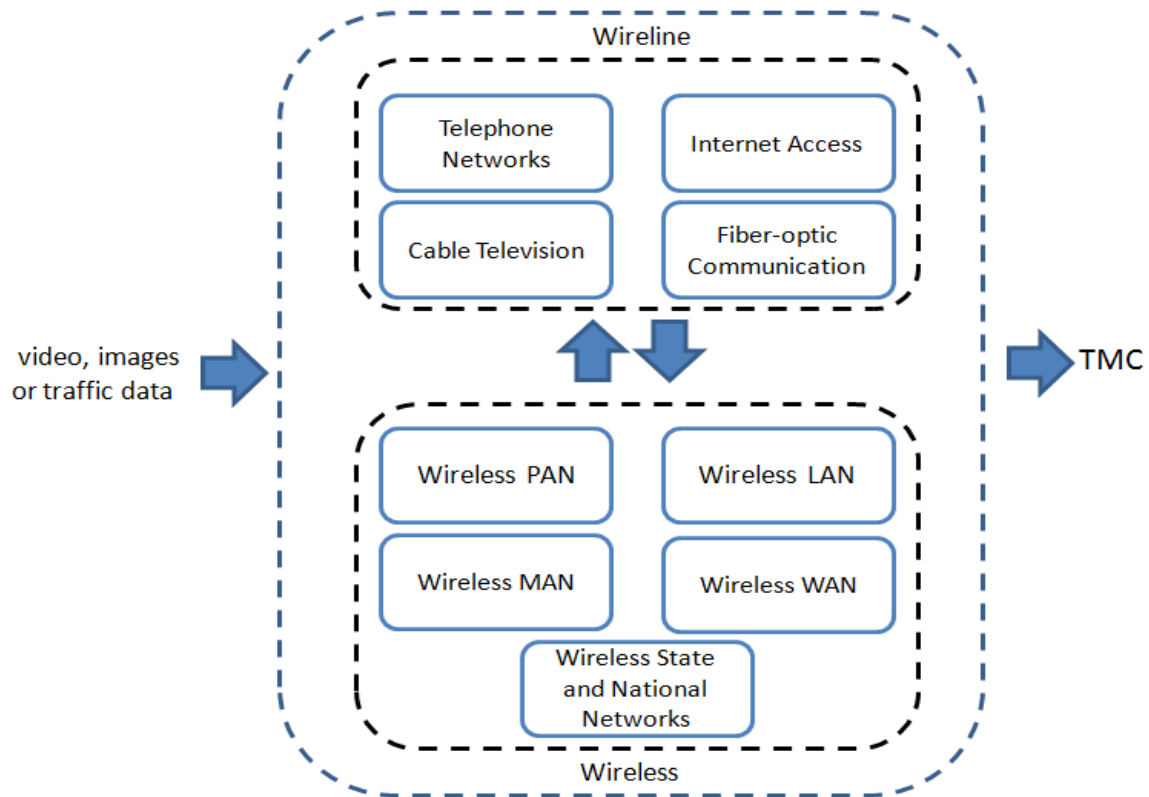 Wireline
Telephone
Networks
Internet Access
Cable Television
Fiber-optic
Communication
video, images
or traffic data
TMC
Wireless PAN
Wireless LAN
Wireless MAN
Wireless WAN
Wireless State
and National
Networks
Wireless